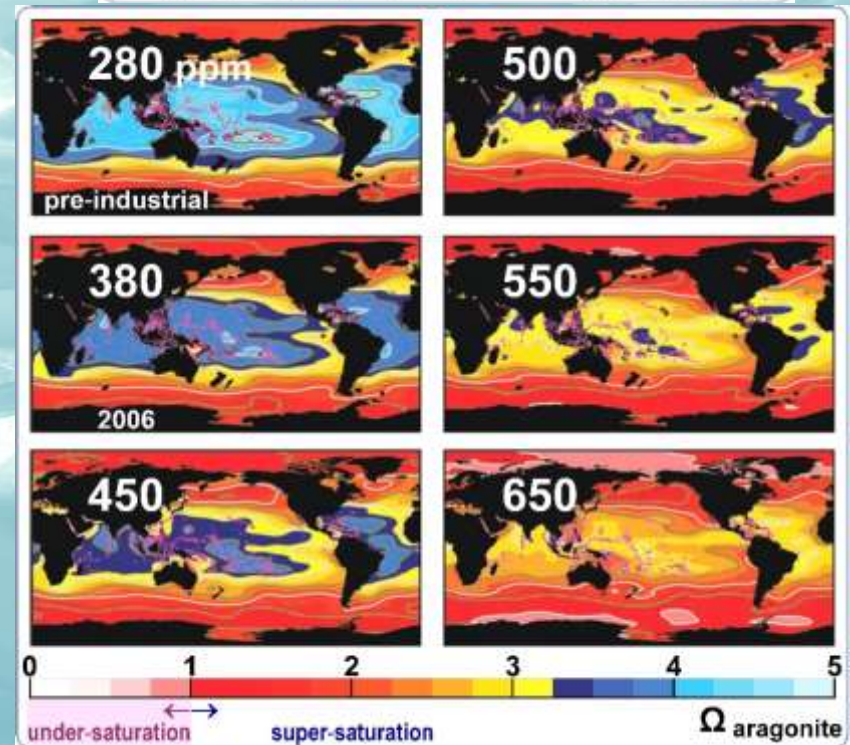 280 ppm
pre-industrial
500
380
2006
550
450
650
0 1 2 3 4 5
under-saturation ←→ super-saturation Ω aragonite